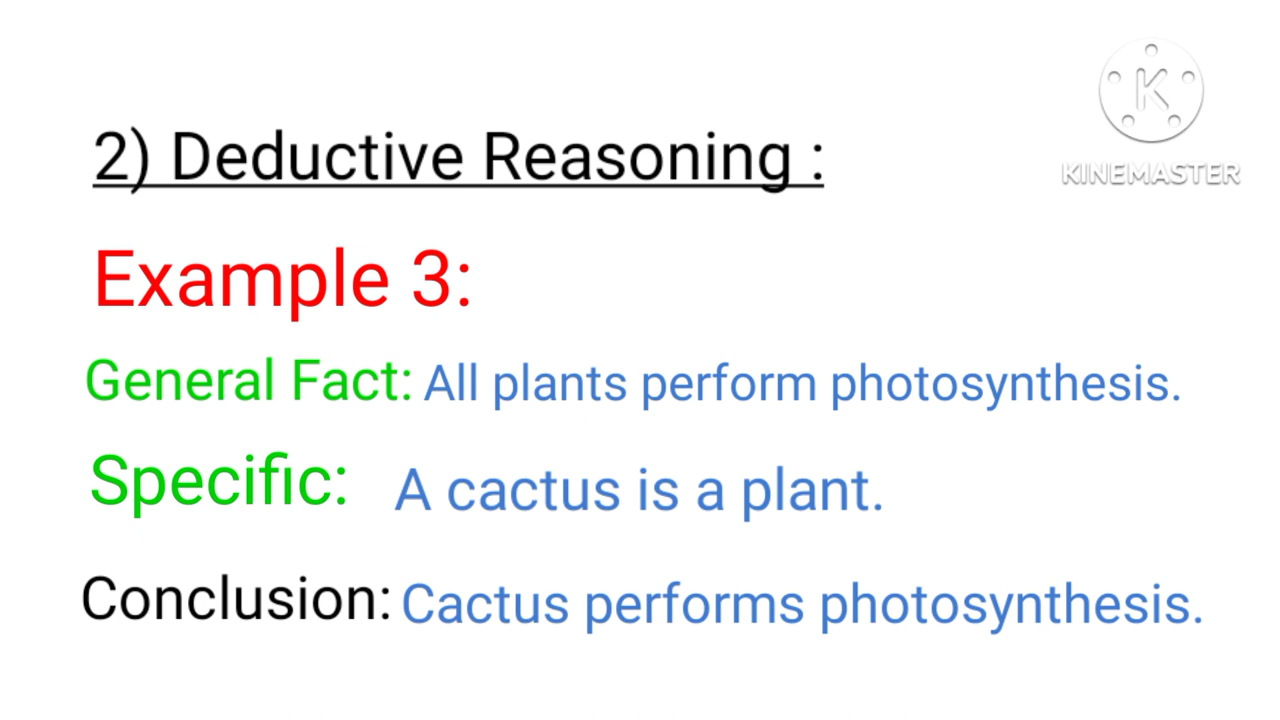 KINEMASTER
2) Deductive Reasoning :
Example 3:
General Fact: All plants perform photosynthesis.
Specific: A cactus is a plant.
Conclusion: Cactus performs photosynthesis.